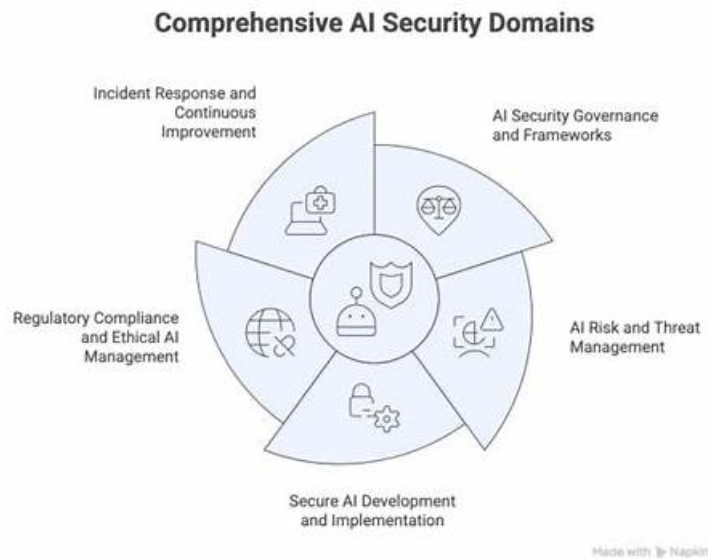 Comprehensive AI Security Domains
Incident Response and
Continuous
Improvement
AI Security Governance
and Frameworks
Regulatory Compliance
and Ethical AI
Management
AI Risk and Threat
Management
Secure AI Development
and Implementation
Made with Napkin